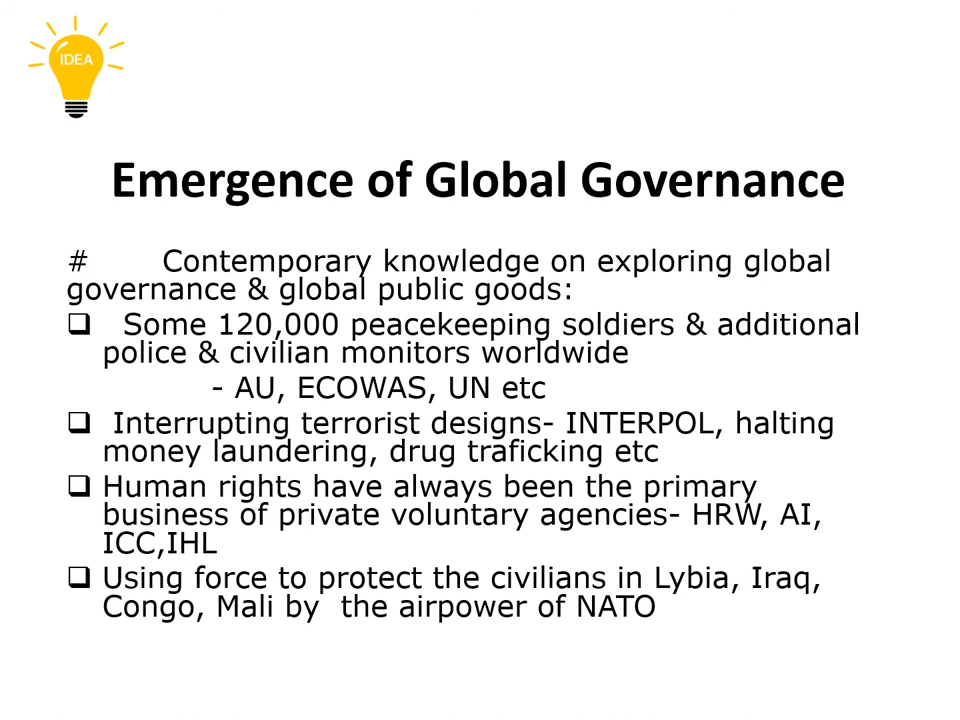 IDEA
Emergence of Global Governance
# Contemporary knowledge on exploring global
governance & global public goods:
❑ Some 120,000 peacekeeping soldiers & additional
police & civilian monitors worldwide
- AU, ECOWAS, UN etc
❑ Interrupting terrorist designs- INTERPOL, halting
money laundering, drug traficking etc
❑ Human rights have always been the primary
business of private voluntary agencies- HRW, AI,
ICC,IHL
❑ Using force to protect the civilians in Lybia, Iraq,
Congo, Mali by the airpower of NATO